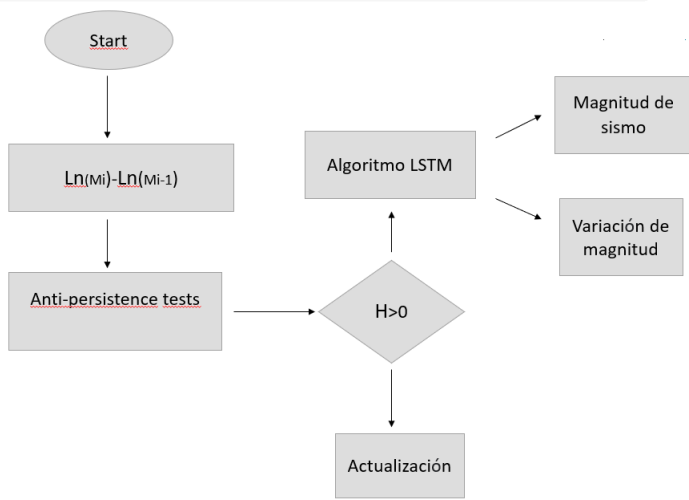 Start
Ln(Mi)-Ln(Mi-1)
Anti-persistence tests
H>0
Algoritmo LSTM
Magnitud de
sismo
Variación de
magnitud
Actualización